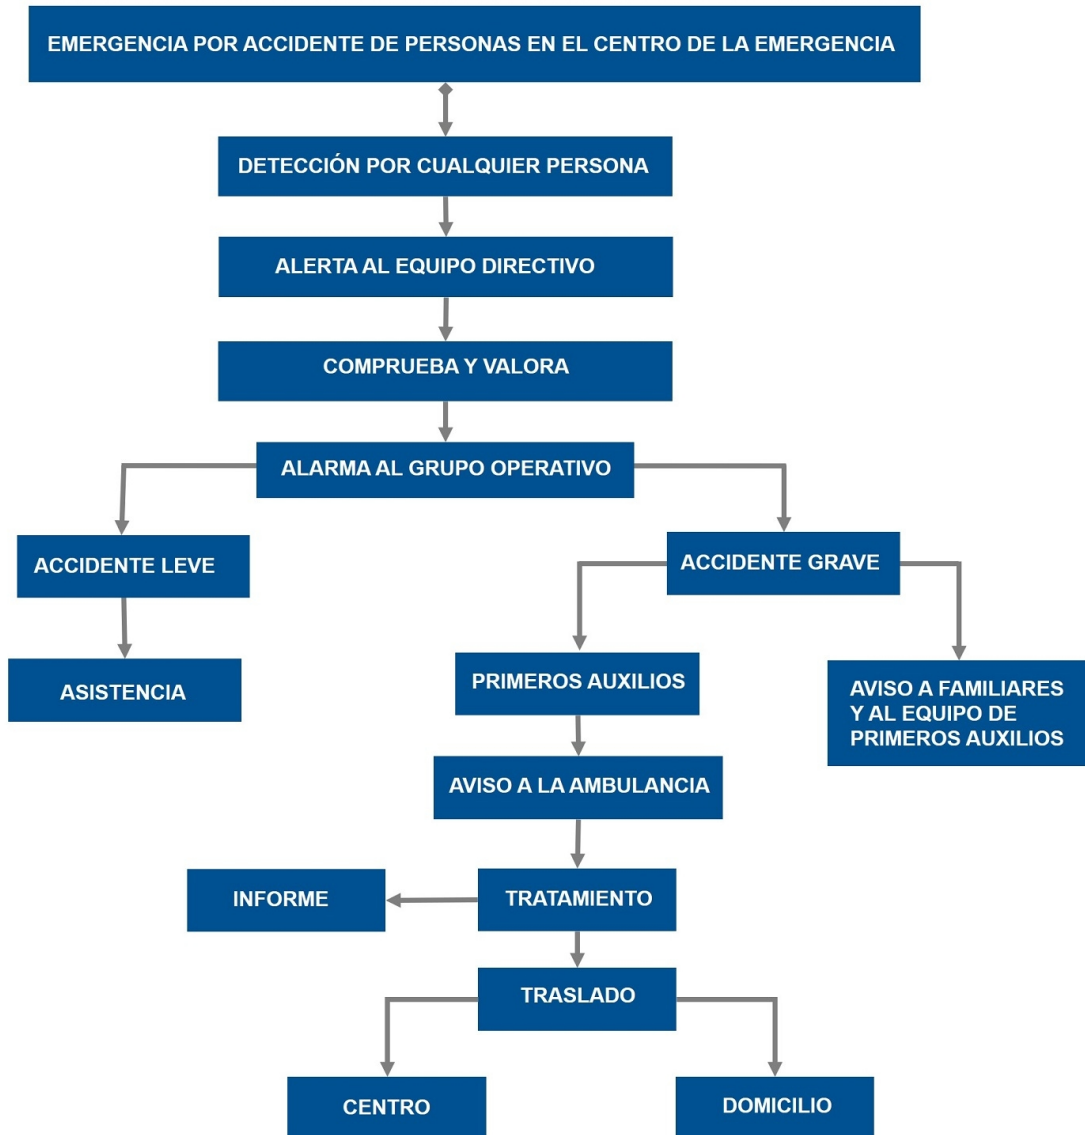 EMERGENCIA POR ACCIDENTE DE PERSONAS EN EL CENTRO DE LA EMERGENCIA
DETECCIÓN POR CUALQUIER PERSONA
ALERTA AL EQUIPO DIRECTIVO
COMPRUEBA Y VALORA
ALARMA AL GRUPO OPERATIVO
ACCIDENTE LEVE
ACCIDENTE GRAVE
ASISTENCIA
PRIMEROS AUXILIOS
AVISO A FAMILIARES
Y AL EQUIPO DE
PRIMEROS AUXILIOS
AVISO A LA AMBULANCIA
INFORME
TRATAMIENTO
TRASLADO
CENTRO
DOMICILIO